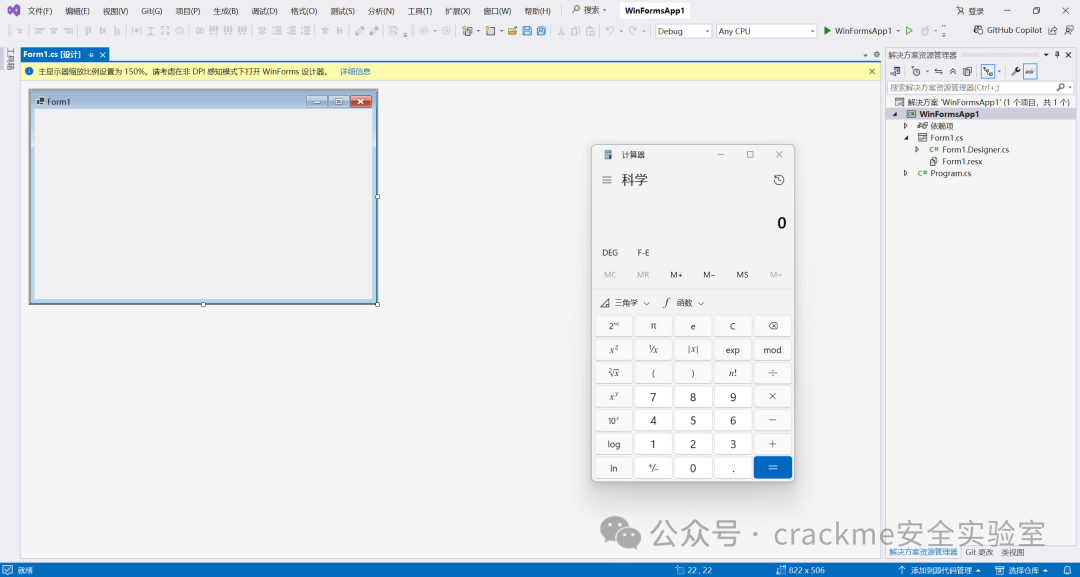 文件(F) 编辑(E) 视图(V) Git(G) 项目(P) 生成(B) 调试(D) 格式(O) 测试(S) 分析(N) 工具(T) 扩展(X) 窗口(W) 帮助(H) 搜索 WinFormsApp1 登录
Debug Any CPU WinFormsApp1 GitHub Copilot
工具箱
Form1.cs [设计]
主显示器缩放比例设置为 150%。请考虑在非 DPI 感知模式下打开 WinForms 设计器。 详细信息
Form1
计算器
科学
0
DEG F-E
MC MR M+ M− MS M˅
三角学 f 函数
2ⁿᵈ π e C
x² ¹/x |x| exp mod
²√x ( ) n! ÷
xʸ 7 8 9 ×
10ˣ 4 5 6 −
log 1 2 3 +
ln +/− 0 . =
解决方案资源管理器
搜索解决方案资源管理器(Ctrl+;)
解决方案 'WinFormsApp1' (1 个项目，共 1 个)
WinFormsApp1
依赖项
Form1.cs
C# Form1.Designer.cs
Form1.resx
C# Program.cs
公众号 · crackme安全实验室
解决方案资源管理器 Git 更改 类视图
就绪 22 , 22 822 x 506 添加到源代码管理 选择仓库